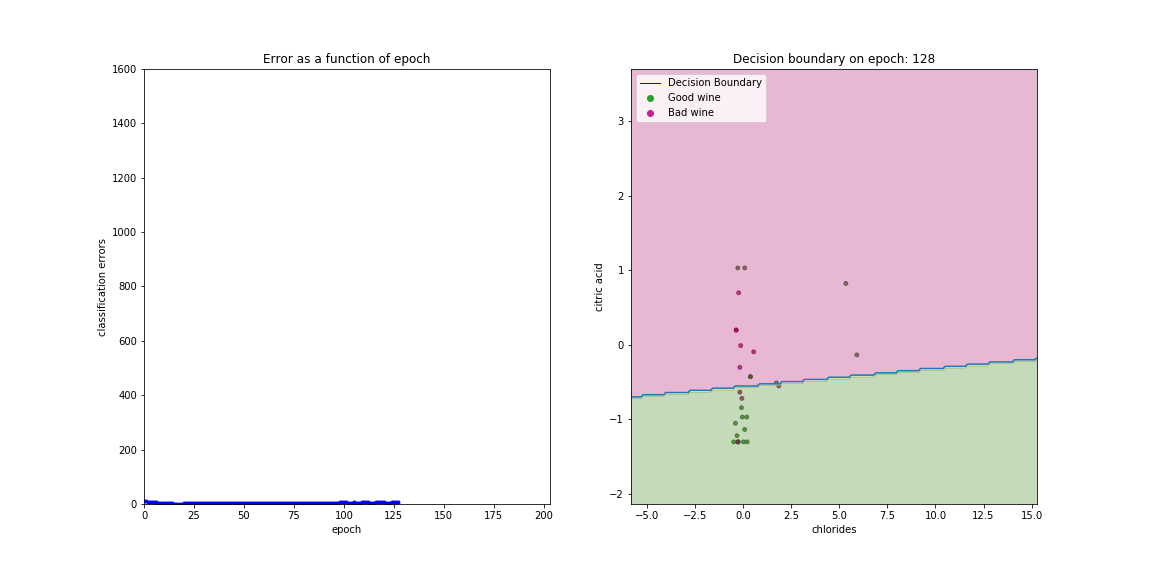 Error as a function of epoch
1600
1400
1200
1000
800
600
400
200
0
classification errors
0 25 50 75 100 125 150 175 200
epoch
Decision boundary on epoch: 128
Decision Boundary
Good wine
Bad wine
3
2
1
0
−1
−2
citric acid
−5.0 −2.5 0.0 2.5 5.0 7.5 10.0 12.5 15.0
chlorides